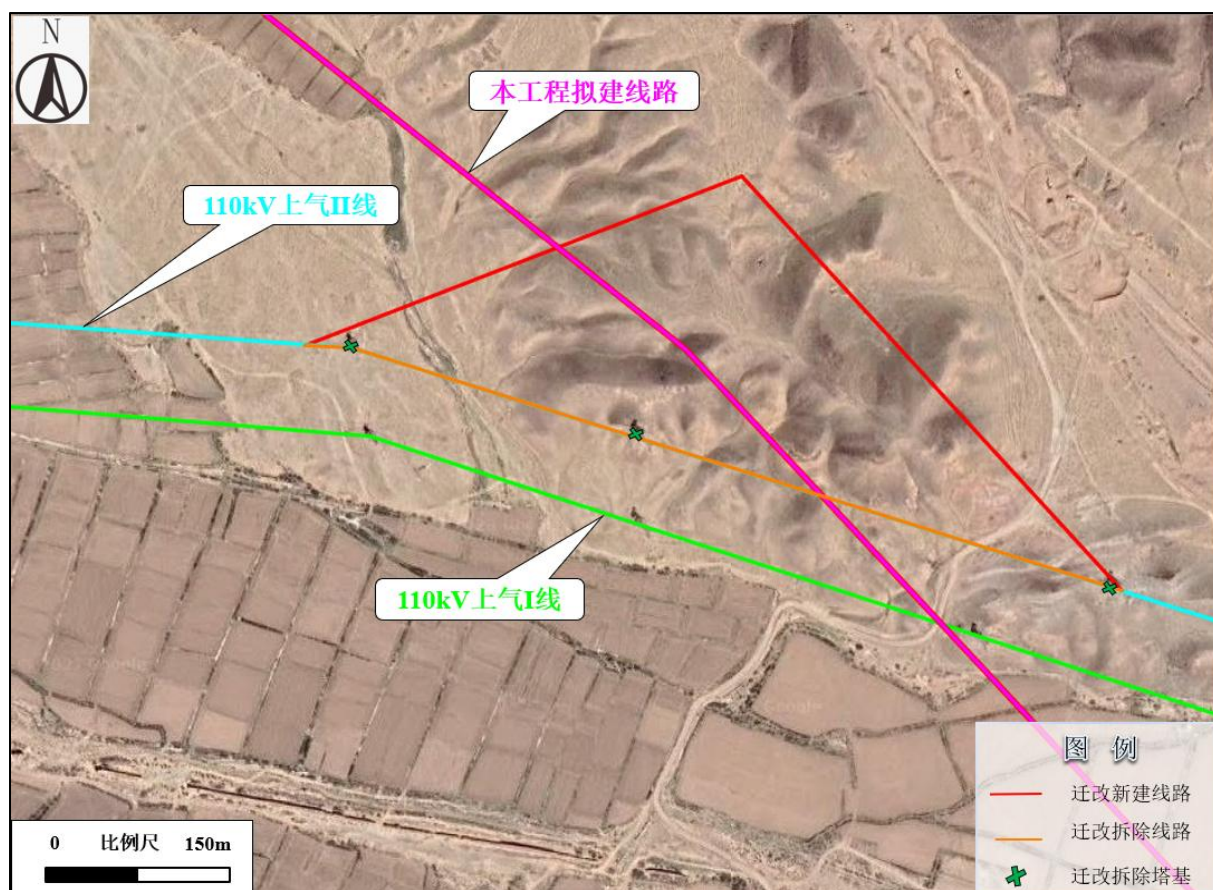 N
本工程拟建线路
110kV上气II线
110kV上气I线
Google
图 例
迁改新建线路
迁改拆除线路
迁改拆除塔基
0 比例尺 150m